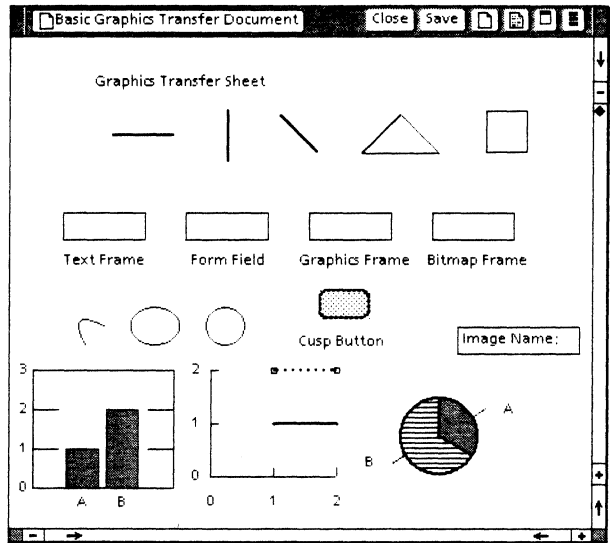 Basic Graphics Transfer Document Close Save
Graphics Transfer Sheet
Text Frame Form Field Graphics Frame Bitmap Frame
Cusp Button
Image Name:
3
2
1
0
A B
2
1
0
0 1 2
A
B